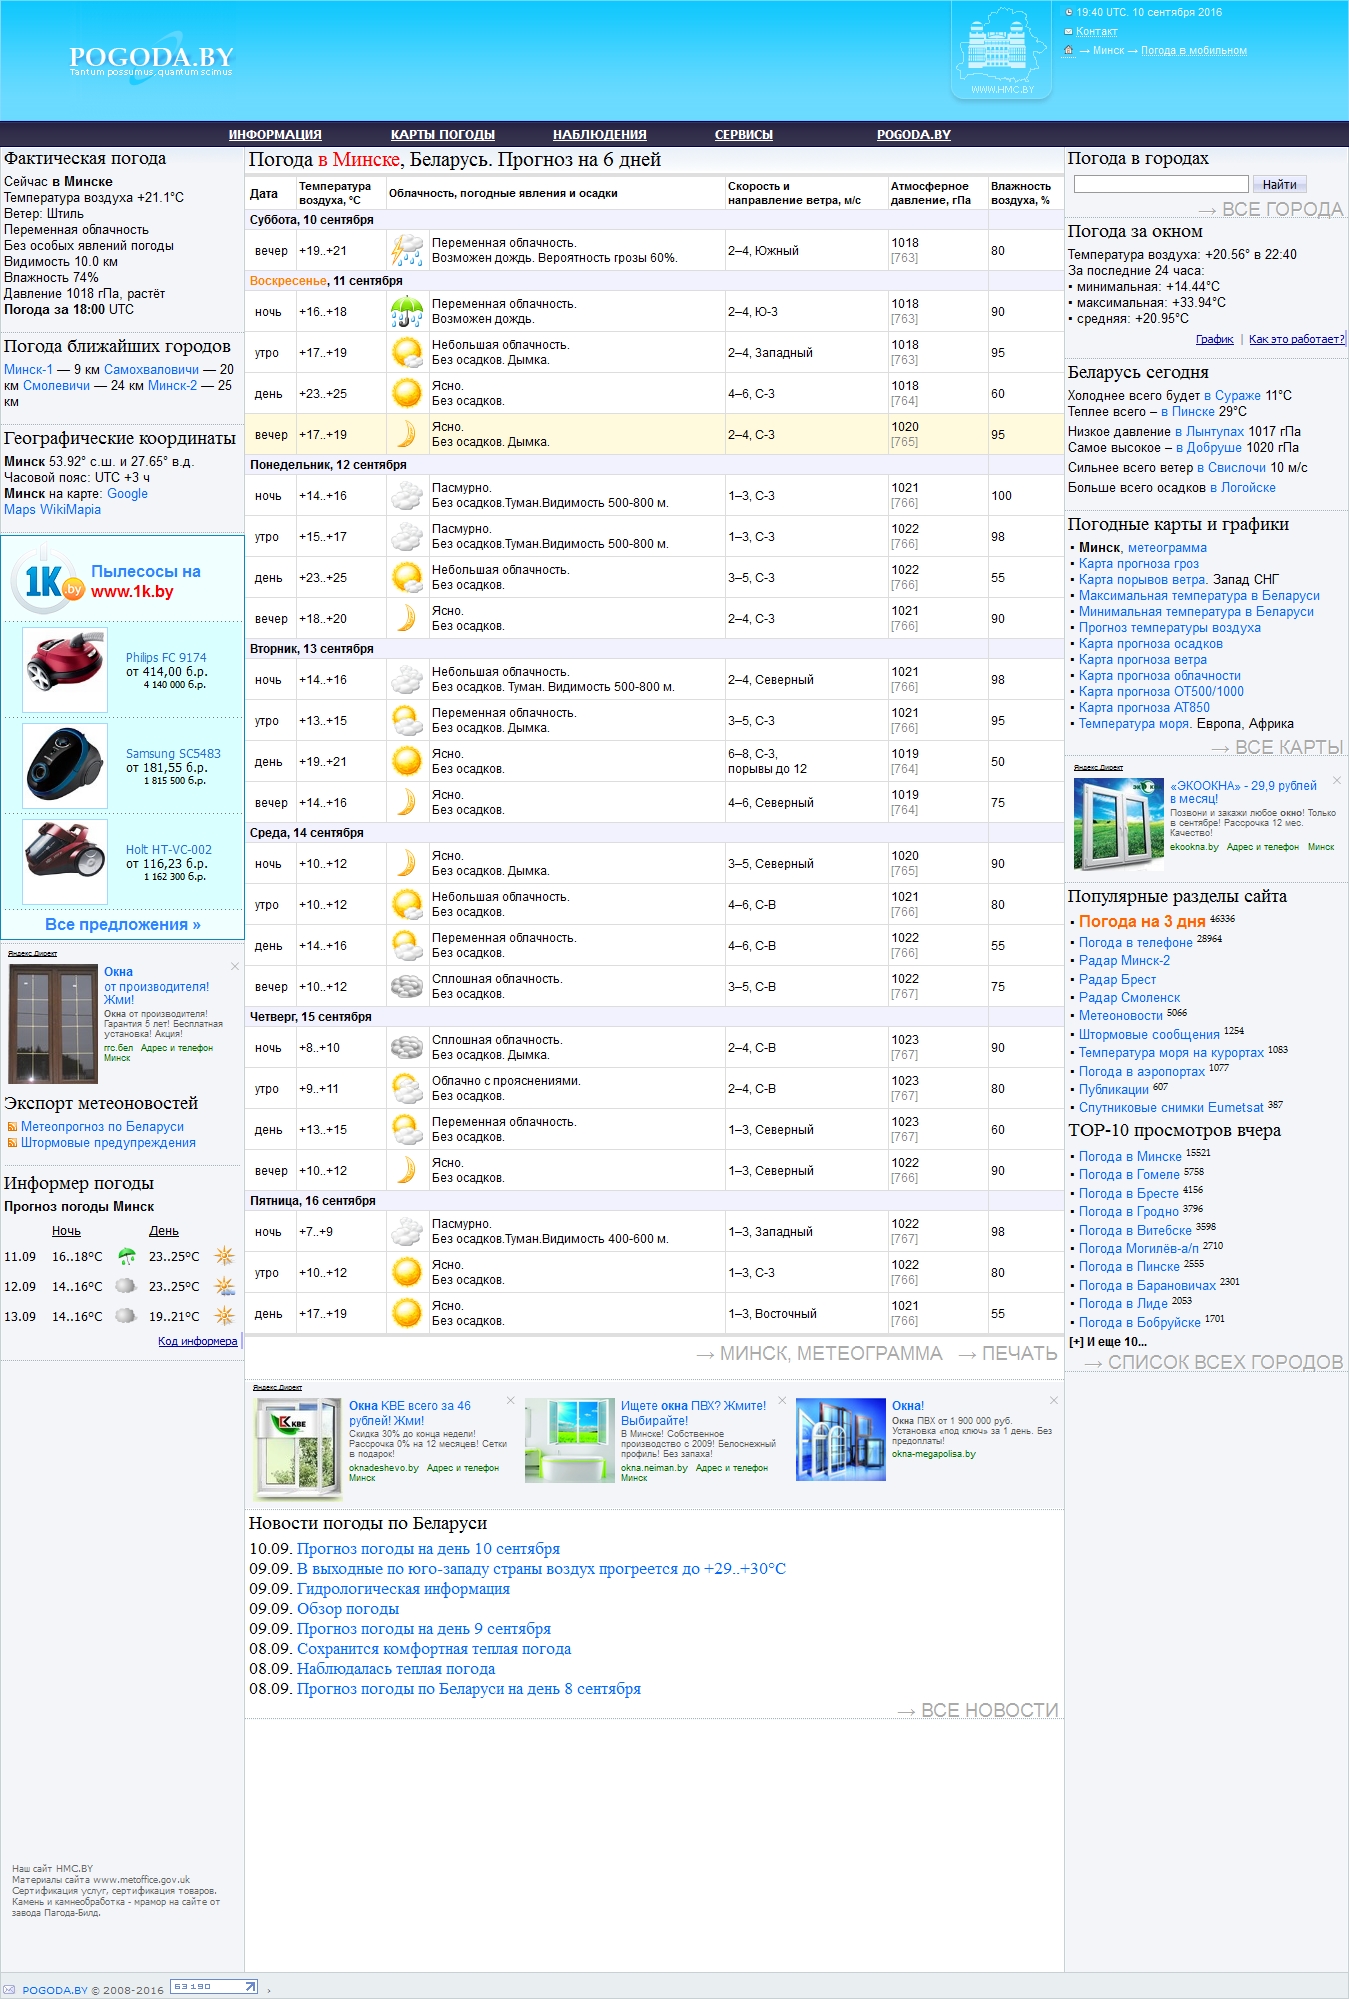 POGODA.BY
Tantum possumus, quantum scimus
WWW.HMC.BY
19:40 UTC. 10 сентября 2016
Контакт
→ Минск → Погода в мобильном
ИНФОРМАЦИЯ КАРТЫ ПОГОДЫ НАБЛЮДЕНИЯ СЕРВИСЫ POGODA.BY
Фактическая погода
Сейчас в Минске
Температура воздуха +21.1°C
Ветер: Штиль
Переменная облачность
Без особых явлений погоды
Видимость 10.0 км
Влажность 74%
Давление 1018 гПа, растёт
Погода за 18:00 UTC
Погода ближайших городов
Минск-1 — 9 км Самохваловичи — 20
км Смолевичи — 24 км Минск-2 — 25
км
Географические координаты
Минск 53.92° с.ш. и 27.65° в.д.
Часовой пояс: UTC +3 ч
Минск на карте: Google
Maps WikiMapia
1K.by
Пылесосы на
www.1k.by
Philips FC 9174
от 414,00 б.р.
4 140 000 б.р.
Samsung SC5483
от 181,55 б.р.
1 815 500 б.р.
Holt HT-VC-002
от 116,23 б.р.
1 162 300 б.р.
Все предложения »
Яндекс Директ
Окна
от производителя!
Жми!
Окна от производителя!
Гарантия 5 лет! Бесплатная
установка! Акция!
ггс.бел Адрес и телефон
Минск
Экспорт метеоновостей
Метеопрогноз по Беларуси
Штормовые предупреждения
Информер погоды
Прогноз погоды Минск
Ночь День
11.09 16..18°C 23..25°C
12.09 14..16°C 23..25°C
13.09 14..16°C 19..21°C
Код информера
Наш сайт HMC.BY
Материалы сайта www.metoffice.gov.uk
Сертификация услуг, сертификация товаров.
Камень и камнеобработка - мрамор на сайте от
завода Пагода-Билд.
Погода в Минске, Беларусь. Прогноз на 6 дней
Дата Температура воздуха, °C Облачность, погодные явления и осадки Скорость и направление ветра, м/с Атмосферное давление, гПа Влажность воздуха, %
Суббота, 10 сентября
вечер +19..+21 Переменная облачность. 2–4, Южный 1018 80
Возможен дождь. Вероятность грозы 60%. [763]
Воскресенье, 11 сентября
ночь +16..+18 Переменная облачность. 2–4, Ю-З 1018 90
Возможен дождь. [763]
утро +17..+19 Небольшая облачность. 2–4, Западный 1018 95
Без осадков. Дымка. [763]
день +23..+25 Ясно. 4–6, С-З 1018 60
Без осадков. [764]
вечер +17..+19 Ясно. 2–4, С-З 1020 95
Без осадков. Дымка. [765]
Понедельник, 12 сентября
ночь +14..+16 Пасмурно. 1–3, С-З 1021 100
Без осадков.Туман.Видимость 500-800 м. [766]
утро +15..+17 Пасмурно. 1–3, С-З 1022 98
Без осадков.Туман.Видимость 500-800 м. [766]
день +23..+25 Небольшая облачность. 3–5, С-З 1022 55
Без осадков. [766]
вечер +18..+20 Ясно. 2–4, С-З 1021 90
Без осадков. [766]
Вторник, 13 сентября
ночь +14..+16 Небольшая облачность. 2–4, Северный 1021 98
Без осадков. Туман. Видимость 500-800 м. [766]
утро +13..+15 Переменная облачность. 3–5, С-З 1021 95
Без осадков. Дымка. [766]
день +19..+21 Ясно. 6–8, С-З, 1019 50
Без осадков. порывы до 12 [764]
вечер +14..+16 Ясно. 4–6, Северный 1019 75
Без осадков. [764]
Среда, 14 сентября
ночь +10..+12 Ясно. 3–5, Северный 1020 90
Без осадков. Дымка. [765]
утро +10..+12 Небольшая облачность. 4–6, С-В 1021 80
Без осадков. [766]
день +14..+16 Переменная облачность. 4–6, С-В 1022 55
Без осадков. [766]
вечер +10..+12 Сплошная облачность. 3–5, С-В 1022 75
Без осадков. [767]
Четверг, 15 сентября
ночь +8..+10 Сплошная облачность. 2–4, С-В 1023 90
Без осадков. Дымка. [767]
утро +9..+11 Облачно с прояснениями. 2–4, С-В 1023 80
Без осадков. [767]
день +13..+15 Переменная облачность. 1–3, Северный 1023 60
Без осадков. [767]
вечер +10..+12 Ясно. 1–3, Северный 1022 90
Без осадков. [766]
Пятница, 16 сентября
ночь +7..+9 Пасмурно. 1–3, Западный 1022 98
Без осадков.Туман.Видимость 400-600 м. [767]
утро +10..+12 Ясно. 1–3, С-З 1022 80
Без осадков. [766]
день +17..+19 Ясно. 1–3, Восточный 1021 55
Без осадков. [766]
→ МИНСК, МЕТЕОГРАММА → ПЕЧАТЬ
Яндекс Директ
KBE
Окна KBE всего за 46
рублей! Жми!
Скидка 30% до конца недели!
Рассрочка 0% на 12 месяцев! Сетки
в подарок!
oknadeshevo.by Адрес и телефон
Минск
Ищете окна ПВХ? Жмите!
Выбирайте!
В Минске! Собственное
производство с 2009! Белоснежный
профиль! Без запаха!
okna.neiman.by Адрес и телефон
Минск
Окна!
Окна ПВХ от 1 900 000 руб.
Установка «под ключ» за 1 день. Без
предоплаты!
okna-megapolisa.by
Новости погоды по Беларуси
10.09. Прогноз погоды на день 10 сентября
09.09. В выходные по юго-западу страны воздух прогреется до +29..+30°C
09.09. Гидрологическая информация
09.09. Обзор погоды
09.09. Прогноз погоды на день 9 сентября
08.09. Сохранится комфортная теплая погода
08.09. Наблюдалась теплая погода
08.09. Прогноз погоды по Беларуси на день 8 сентября
→ ВСЕ НОВОСТИ
Погода в городах
Найти
→ ВСЕ ГОРОДА
Погода за окном
Температура воздуха: +20.56° в 22:40
За последние 24 часа:
▪ минимальная: +14.44°C
▪ максимальная: +33.94°C
▪ средняя: +20.95°C
График | Как это работает?
Беларусь сегодня
Холоднее всего будет в Сураже 11°C
Теплее всего – в Пинске 29°C
Низкое давление в Лынтупах 1017 гПа
Самое высокое – в Добруше 1020 гПа
Сильнее всего ветер в Свислочи 10 м/с
Больше всего осадков в Логойске
Погодные карты и графики
▪ Минск, метеограмма
▪ Карта прогноза гроз
▪ Карта порывов ветра. Запад СНГ
▪ Максимальная температура в Беларуси
▪ Минимальная температура в Беларуси
▪ Прогноз температуры воздуха
▪ Карта прогноза осадков
▪ Карта прогноза ветра
▪ Карта прогноза облачности
▪ Карта прогноза ОТ500/1000
▪ Карта прогноза АТ850
▪ Температура моря. Европа, Африка
→ ВСЕ КАРТЫ
Яндекс Директ
«ЭКООКНА» - 29,9 рублей
в месяц!
Позвони и закажи любое окно! Только
в сентябре! Рассрочка 12 мес.
Качество!
ekookna.by Адрес и телефон Минск
Популярные разделы сайта
▪ Погода на 3 дня 46336
▪ Погода в телефоне 28964
▪ Радар Минск-2
▪ Радар Брест
▪ Радар Смоленск
▪ Метеоновости 5066
▪ Штормовые сообщения 1254
▪ Температура моря на курортах 1083
▪ Погода в аэропортах 1077
▪ Публикации 607
▪ Спутниковые снимки Eumetsat 387
TOP-10 просмотров вчера
▪ Погода в Минске 15521
▪ Погода в Гомеле 5758
▪ Погода в Бресте 4156
▪ Погода в Гродно 3796
▪ Погода в Витебске 3598
▪ Погода Могилёв-а/п 2710
▪ Погода в Пинске 2555
▪ Погода в Барановичах 2301
▪ Погода в Лиде 2053
▪ Погода в Бобруйске 1701
[+] И еще 10...
→ СПИСОК ВСЕХ ГОРОДОВ
POGODA.BY © 2008-2016 63190 ›